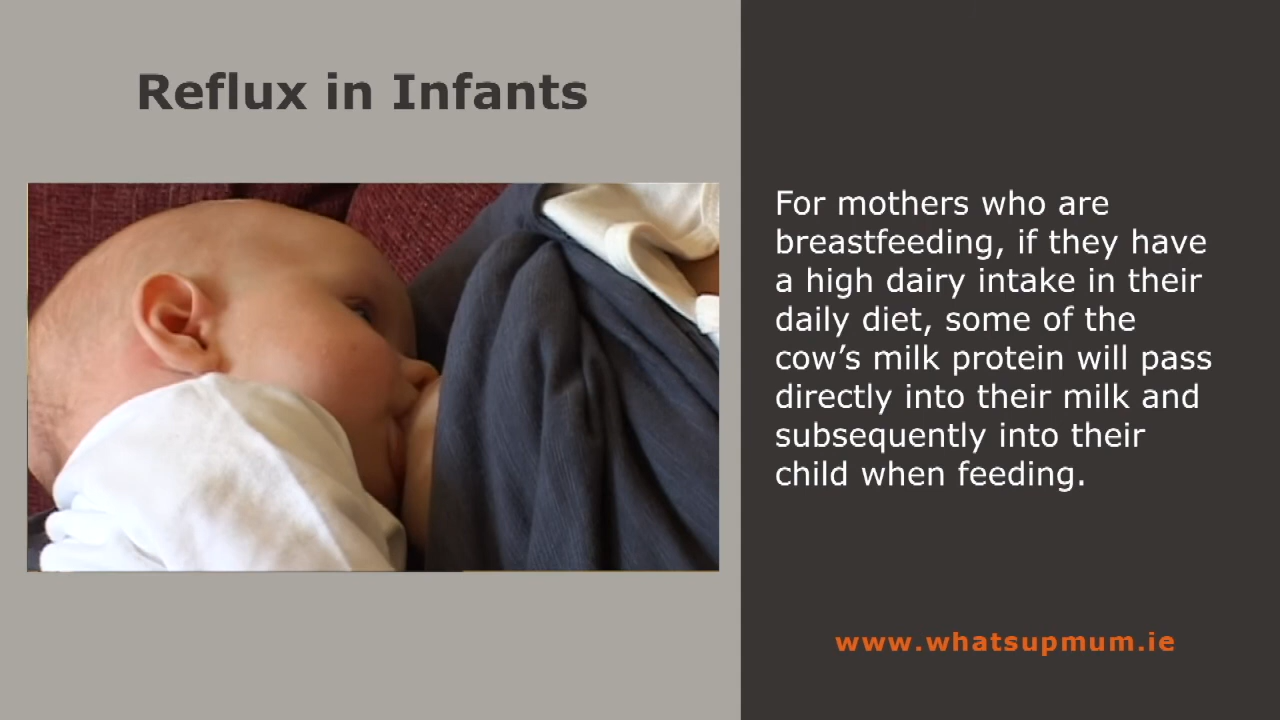 Reflux in Infants
For mothers who are
breastfeeding, if they have
a high dairy intake in their
daily diet, some of the
cow’s milk protein will pass
directly into their milk and
subsequently into their
child when feeding.
www.whatsupmum.ie